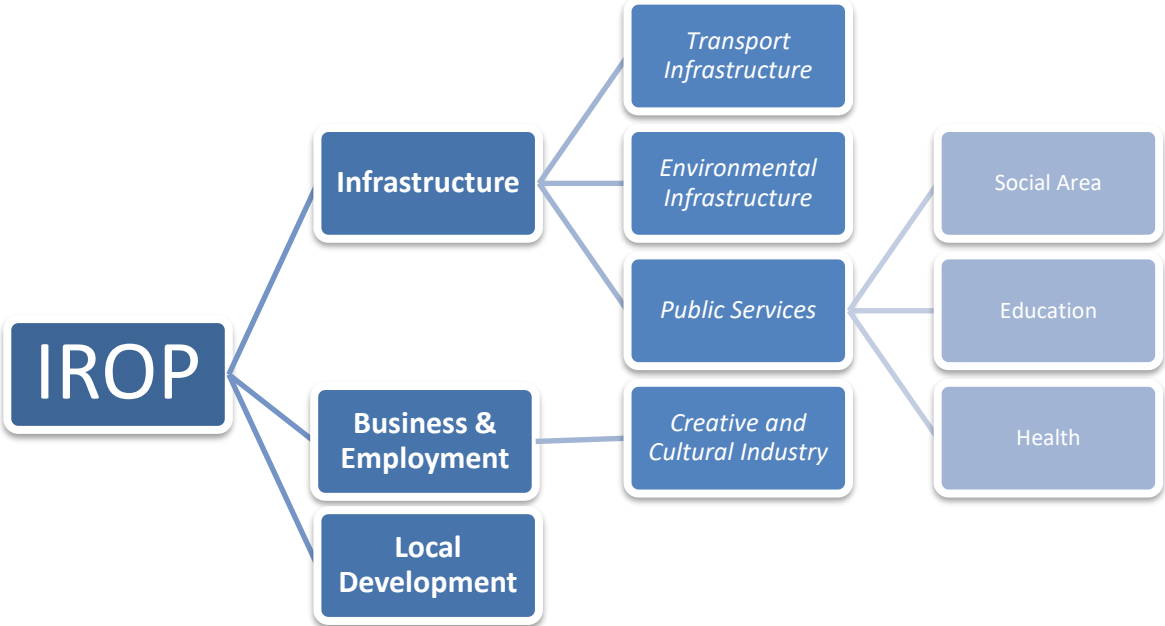 Transport
Infrastructure
Infrastructure
Environmental
Infrastructure
Social Area
Public Services
Education
IROP
Business &
Employment
Creative and
Cultural Industry
Health
Local
Development